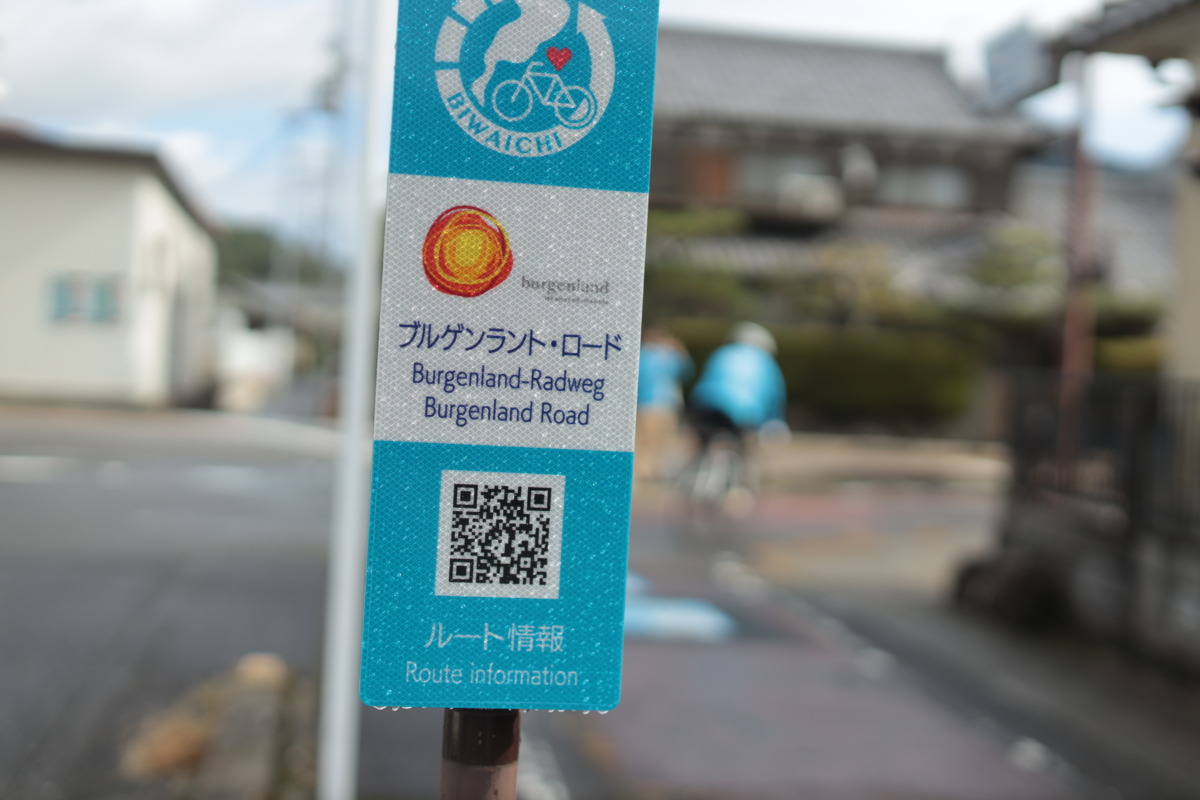 BIWAICHI
burgenland
ブルゲンラント・ロード
Burgenland-Radweg
Burgenland Road
ルート情報
Route information